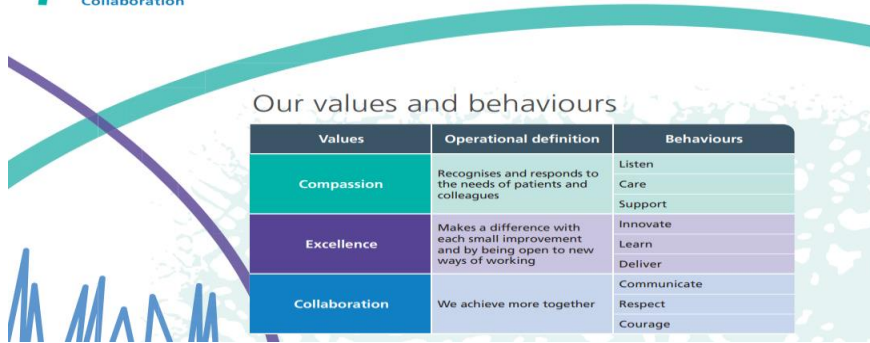 Collaboration
Our values and behaviours
Values
Operational definition
Behaviours
Compassion
Recognises and responds to
the needs of patients and
colleagues
Listen
Care
Support
Excellence
Makes a difference with
each small improvement
and by being open to new
ways of working
Innovate
Learn
Deliver
Collaboration
We achieve more together
Communicate
Respect
Courage